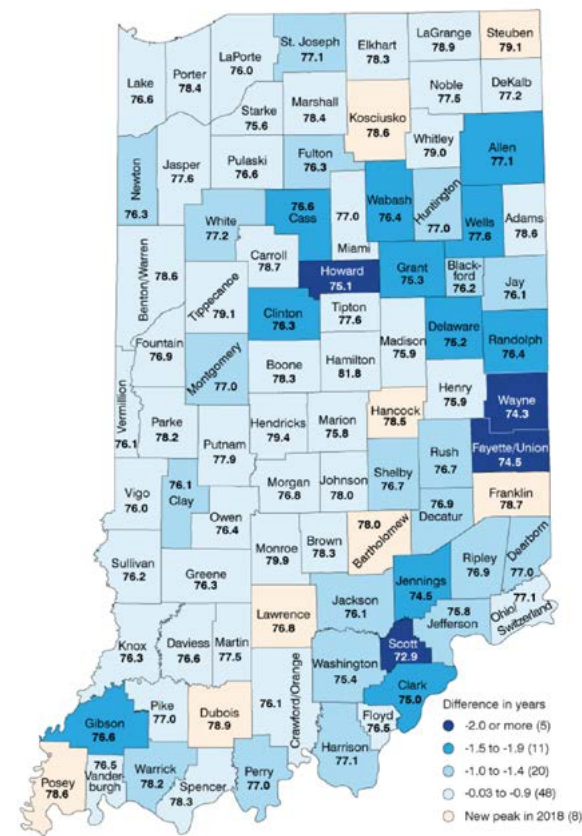 St. Joseph
77.1
Elkhart
78.3
LaGrange
78.9
Steuben
79.1
LaPorte
76.0
Lake
76.6
Porter
78.4
Noble
77.5
DeKalb
77.2
Starke
75.6
Marshall
78.4
Kosciusko
78.6
Whitley
79.0
Allen
77.1
Newton
76.3
Jasper
77.6
Pulaski
76.6
Fulton
76.3
Wabash
76.4
Huntington
77.0
Wells
77.6
Adams
78.6
White
77.2
76.6
Cass
77.0
Miami
Carroll
78.7
Howard
75.1
Grant
75.3
Black-
ford
76.2
Jay
76.1
Benton/Warren
78.6
Tippecanoe
79.1
Clinton
76.3
Tipton
77.6
Madison
75.9
Delaware
76.2
Randolph
76.4
Fountain
76.9
Montgomery
77.0
Boone
78.3
Hamilton
81.8
Henry
75.9
Wayne
74.3
Vermillion
76.1
Parke
78.2
Putnam
77.9
Hendricks
79.4
Marion
75.8
Hancock
78.5
Fayette/Union
74.5
Rush
76.7
Shelby
76.7
Franklin
78.7
Vigo
76.0
76.1
Clay
Morgan
76.8
Johnson
78.0
76.9
Decatur
Owen
76.4
Monroe
79.9
Brown
78.3
78.0
Bartholomew
Ripley
76.9
Dearborn
77.0
Sullivan
76.2
Greene
76.3
Jennings
74.5
77.1
Ohio/
Switzerland
Lawrence
76.8
Jackson
76.1
75.8
Jefferson
Knox
76.3
Daviess
76.6
Martin
77.5
Scott
72.9
Washington
75.4
Clark
75.0
76.1
Crawford/Orange
Floyd
76.5
Gibson
76.6
Pike
77.0
Dubois
78.9
Harrison
77.1
Posey
78.6
76.5
Vander-
burgh
Warrick
78.2
Spencer
78.3
Perry
77.0
Difference in years
-2.0 or more (5)
-1.5 to -1.9 (11)
-1.0 to -1.4 (20)
-0.03 to -0.9 (48)
New peak in 2018 (8)